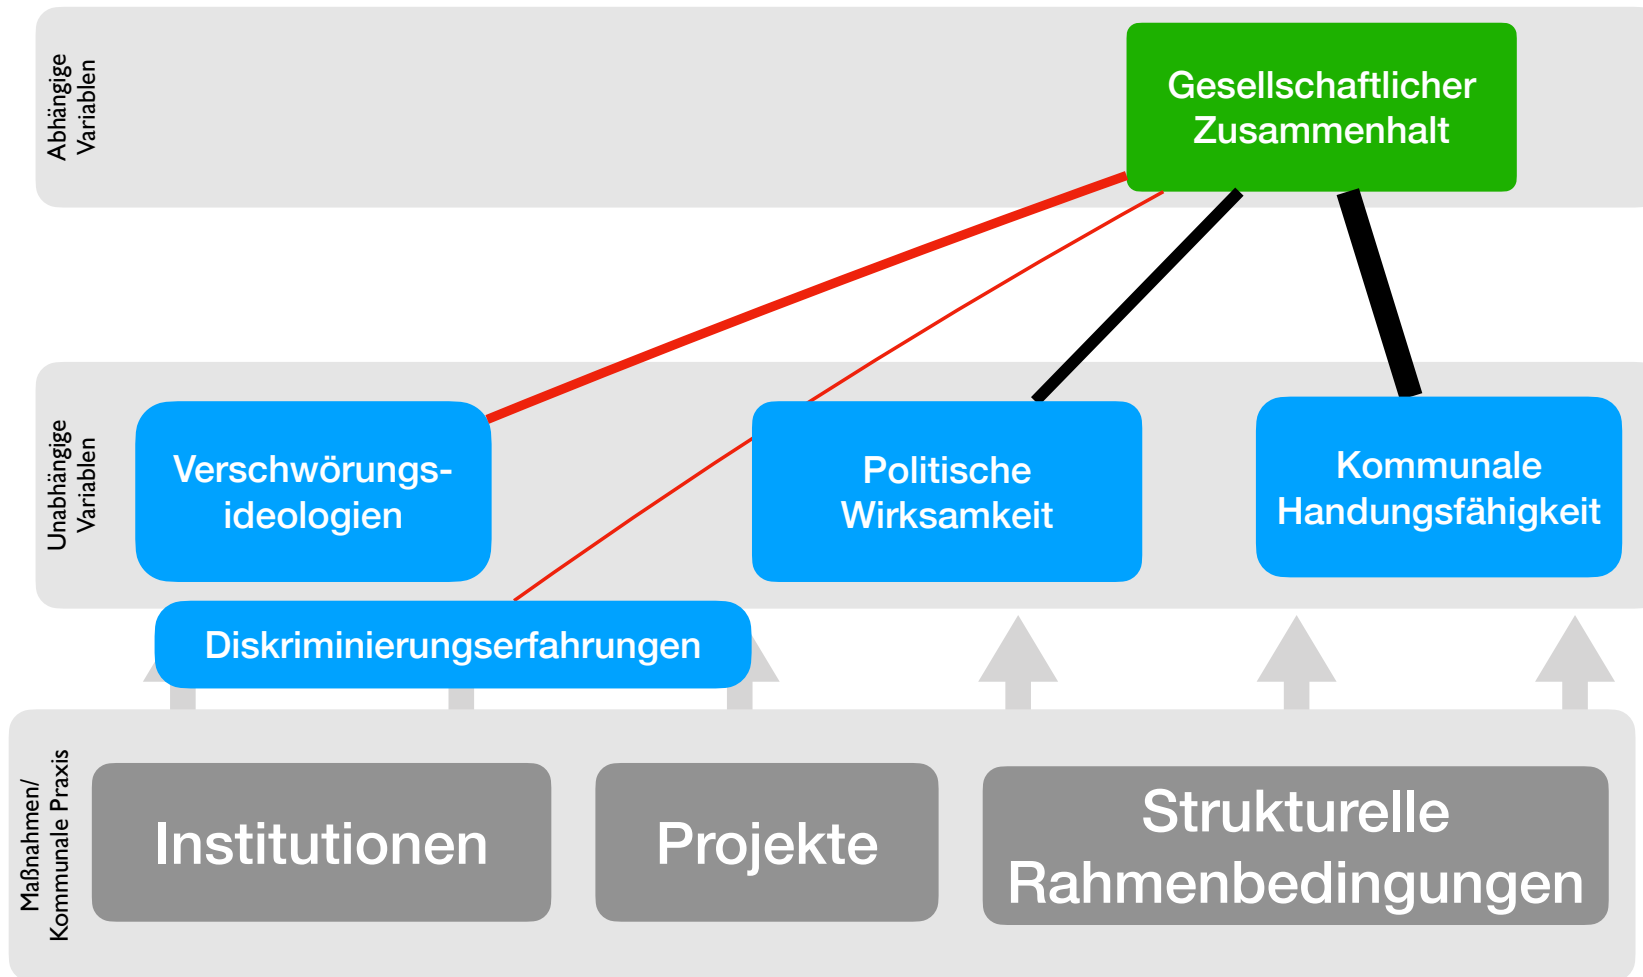 Abhängige
Variablen
Gesellschaftlicher
Zusammenhalt
Unabhängige
Variablen
Verschwörungs-
ideologien
Politische
Wirksamkeit
Kommunale
Handungsfähigkeit
Diskriminierungserfahrungen
Maßnahmen/
Kommunale Praxis
Institutionen
Projekte
Strukturelle
Rahmenbedingungen